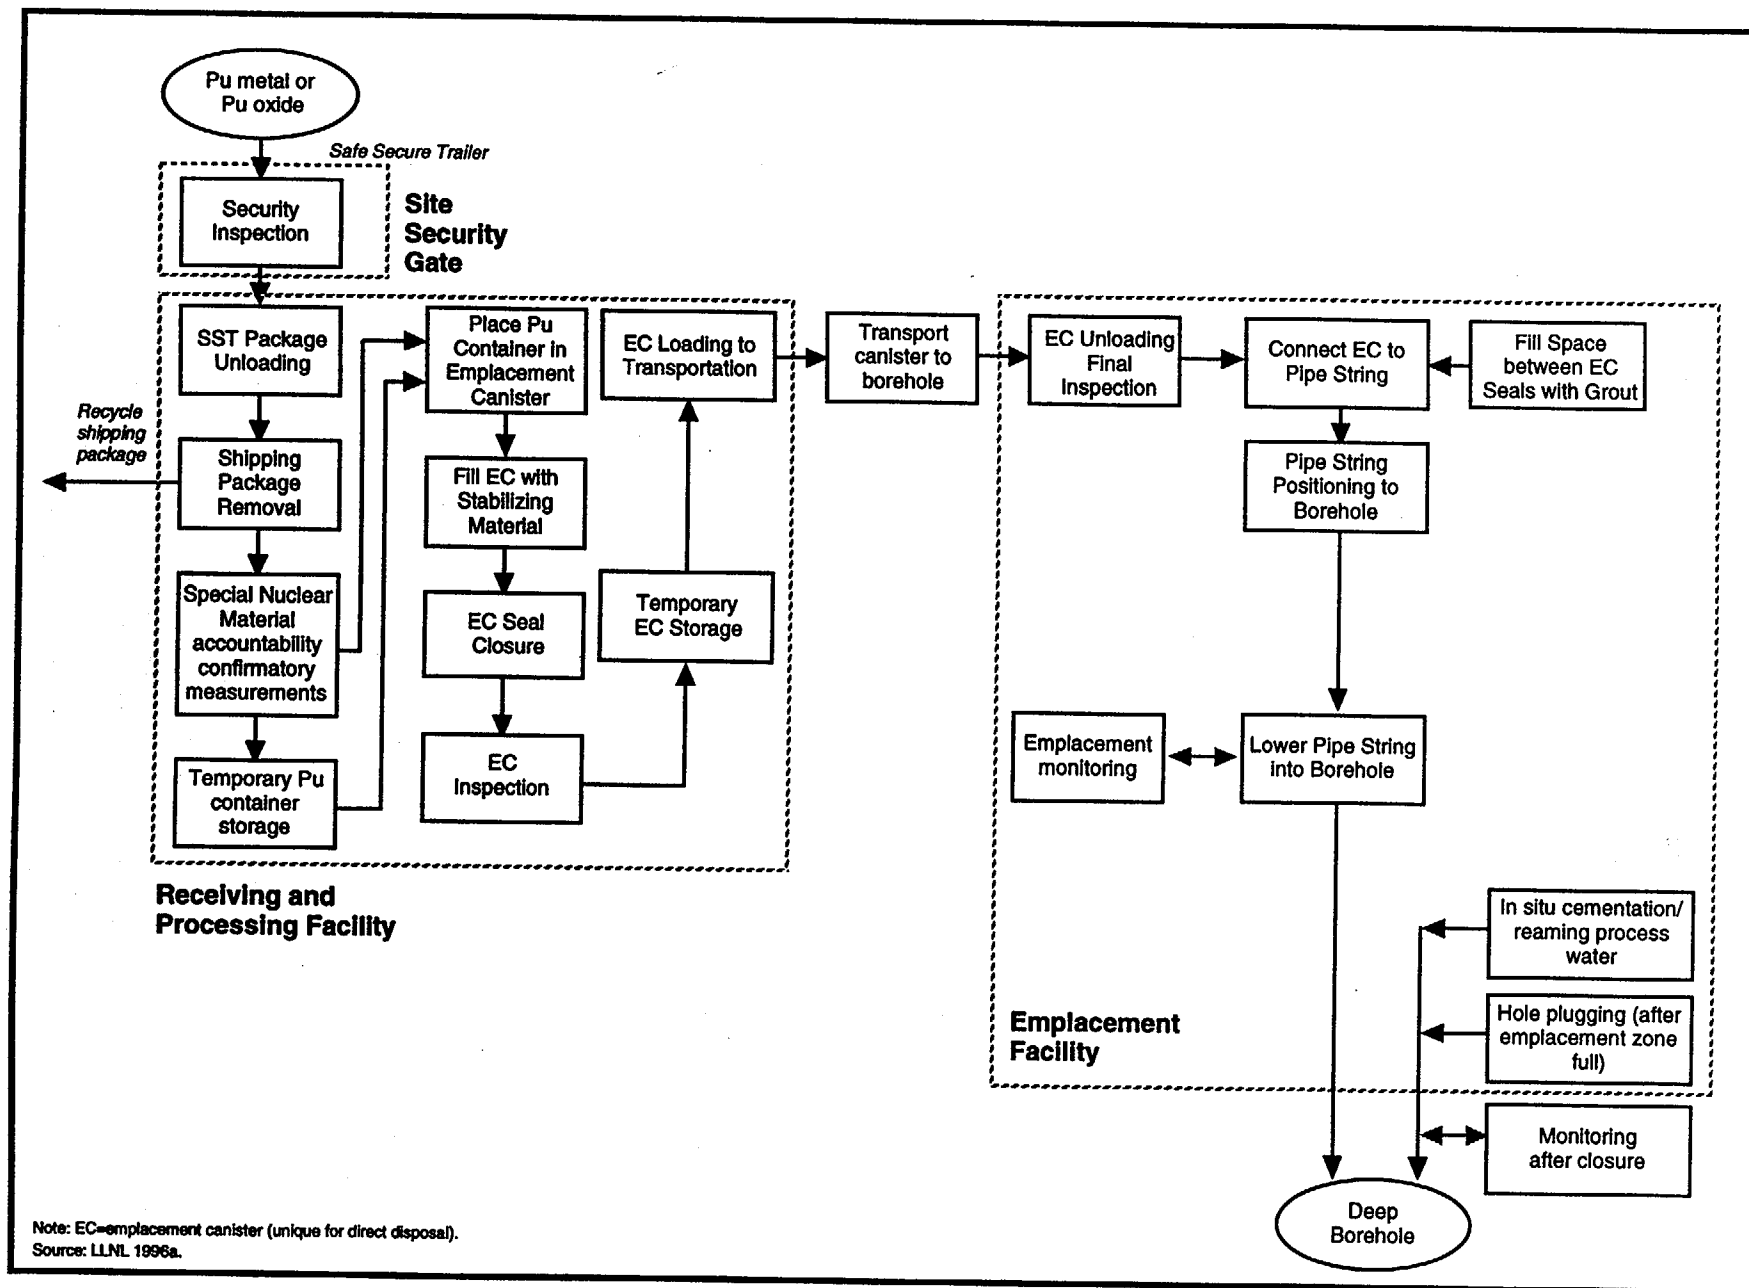 Pu metal or
Pu oxide
Safe Secure Trailer
Security
Inspection
Site
Security
Gate
SST Package
Unloading
Recycle
shipping
package
Shipping
Package
Removal
Special Nuclear
Material
accountability
confirmatory
measurements
Temporary Pu
container
storage
Place Pu
Container in
Emplacement
Canister
Fill EC with
Stabilizing
Material
EC Seal
Closure
EC
Inspection
EC Loading to
Transportation
Temporary
EC Storage
Receiving and
Processing Facility
Transport
canister to
borehole
EC Unloading
Final
Inspection
Connect EC to
Pipe String
Fill Space
between EC
Seals with Grout
Pipe String
Positioning to
Borehole
Emplacement
monitoring
Lower Pipe String
into Borehole
In situ cementation/
reaming process
water
Hole plugging (after
emplacement zone
full)
Emplacement
Facility
Monitoring
after closure
Deep
Borehole
Note: EC=emplacement canister (unique for direct disposal).
Source: LLNL 1996a.